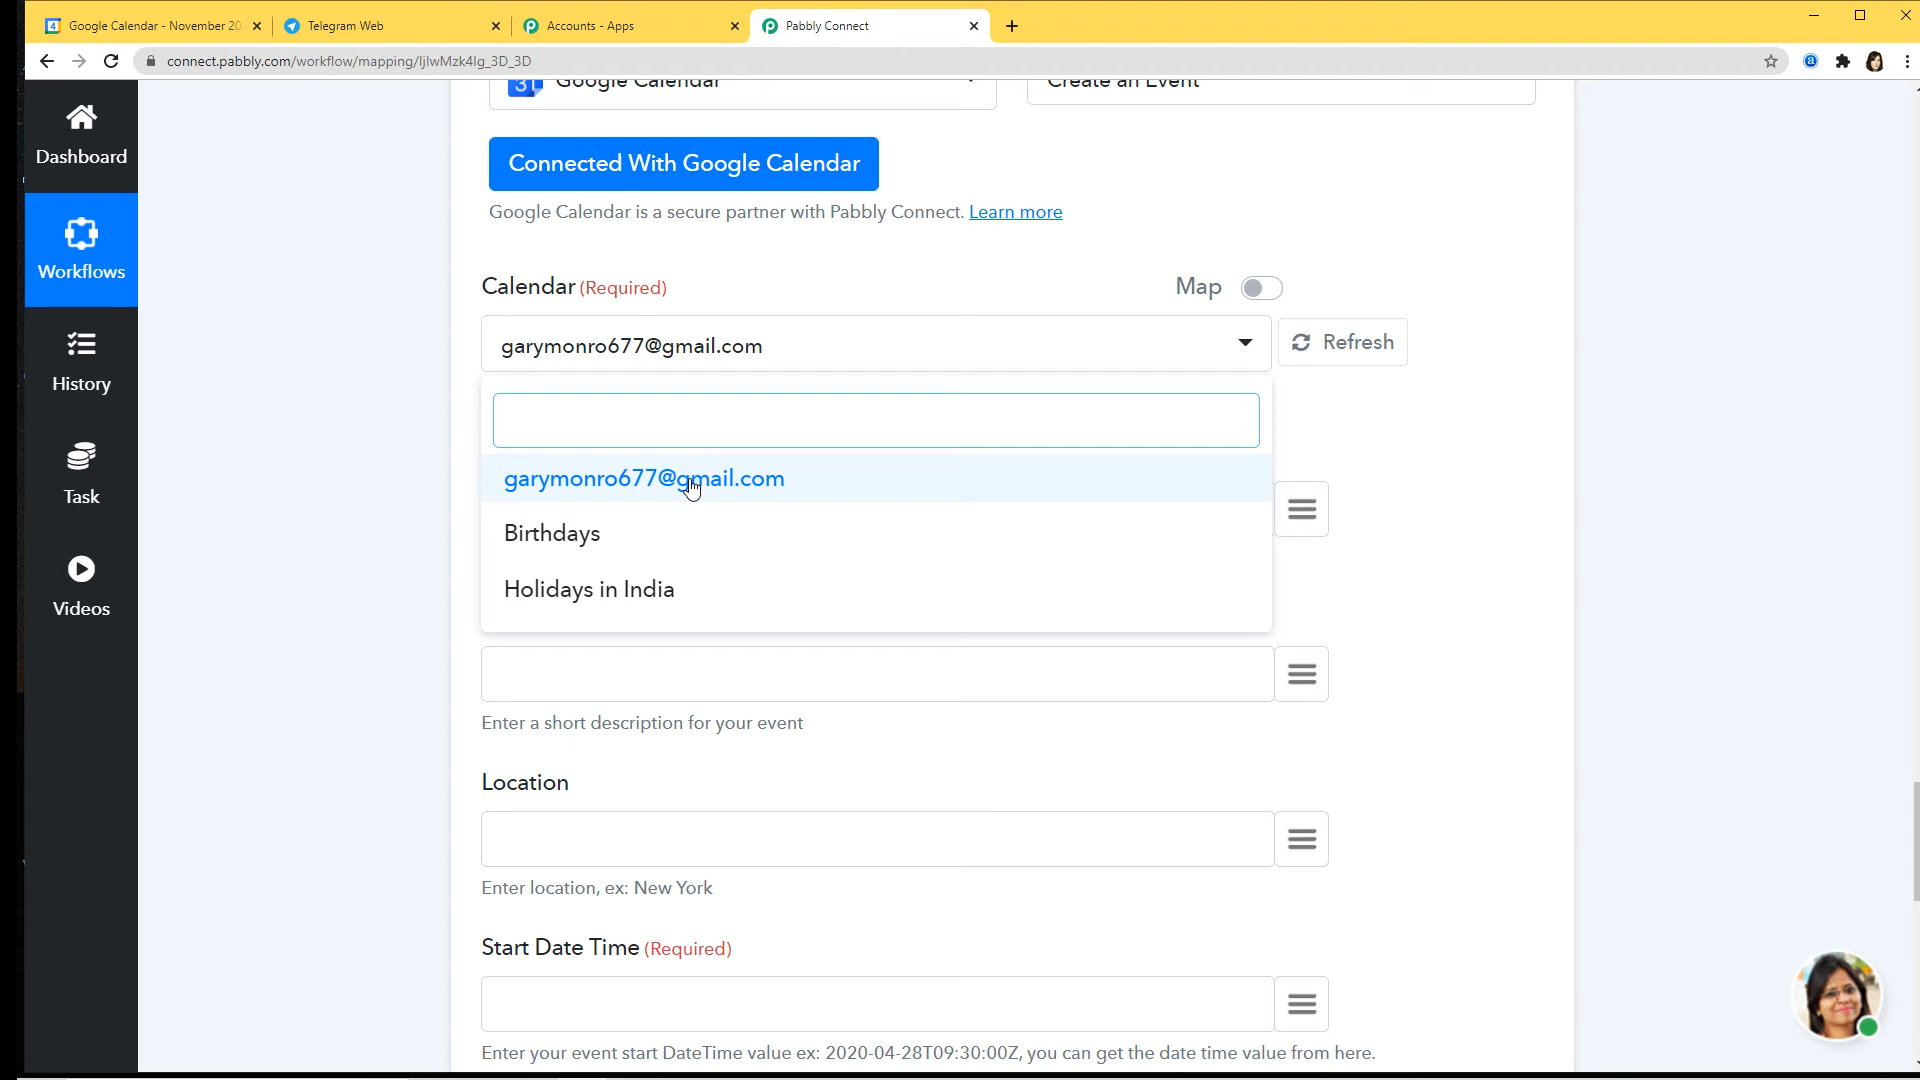 Google Calendar - November 20
Telegram Web
Accounts - Apps
Pabbly Connect
connect.pabbly.com/workflow/mapping/IjIwMzk4Ig_3D_3D
Dashboard
Workflows
History
Task
Videos
31 Google Calendar
Create an Event
Connected With Google Calendar
Google Calendar is a secure partner with Pabbly Connect. Learn more
Calendar (Required)
Map
garymonro677@gmail.com
Refresh
garymonro677@gmail.com
Birthdays
Holidays in India
Enter a short description for your event
Location
Enter location, ex: New York
Start Date Time (Required)
Enter your event start DateTime value ex: 2020-04-28T09:30:00Z, you can get the date time value from here.